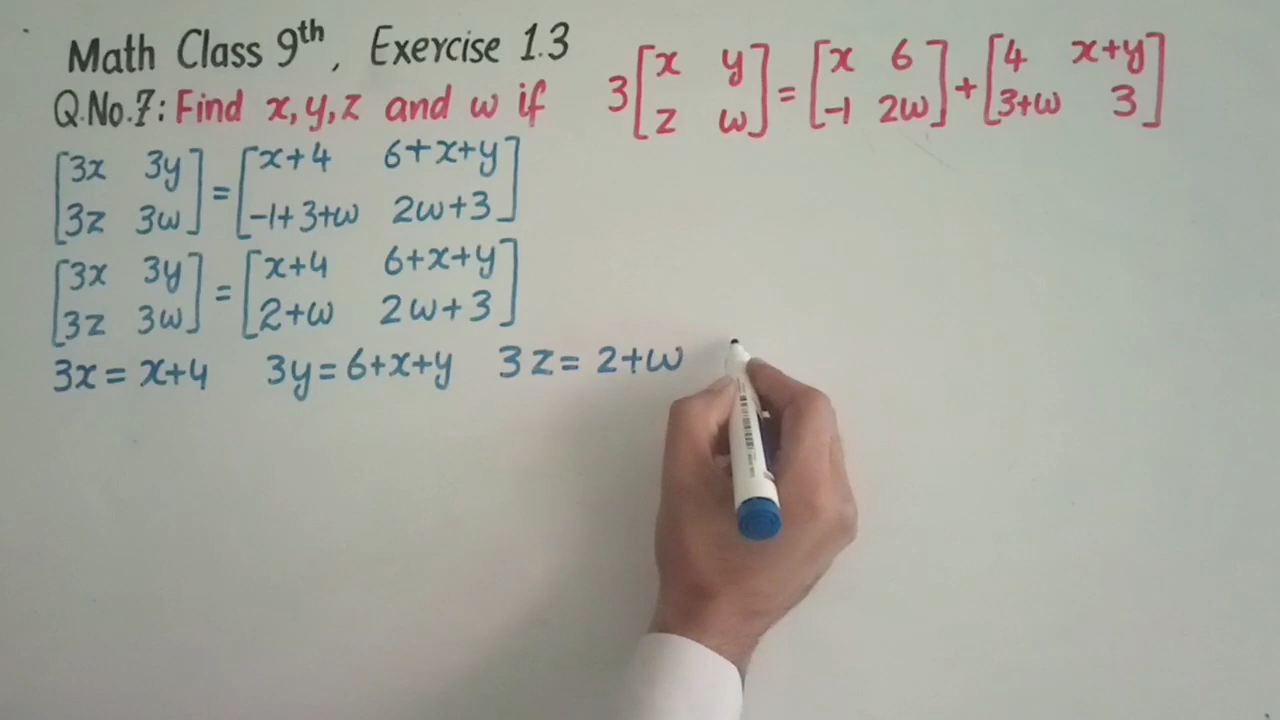 Math Class 9th, Exercise 1.3
Q.No.7: Find x, y, z and w if 3[x y z w] = [x 6 -1 2w] + [4 x+y 3+w 3]
[3x 3y 3z 3w] = [x+4 6+x+y -1+3+w 2w+3]
[3x 3y 3z 3w] = [x+4 6+x+y 2+w 2w+3]
3x = x+4 3y = 6+x+y 3z = 2+w